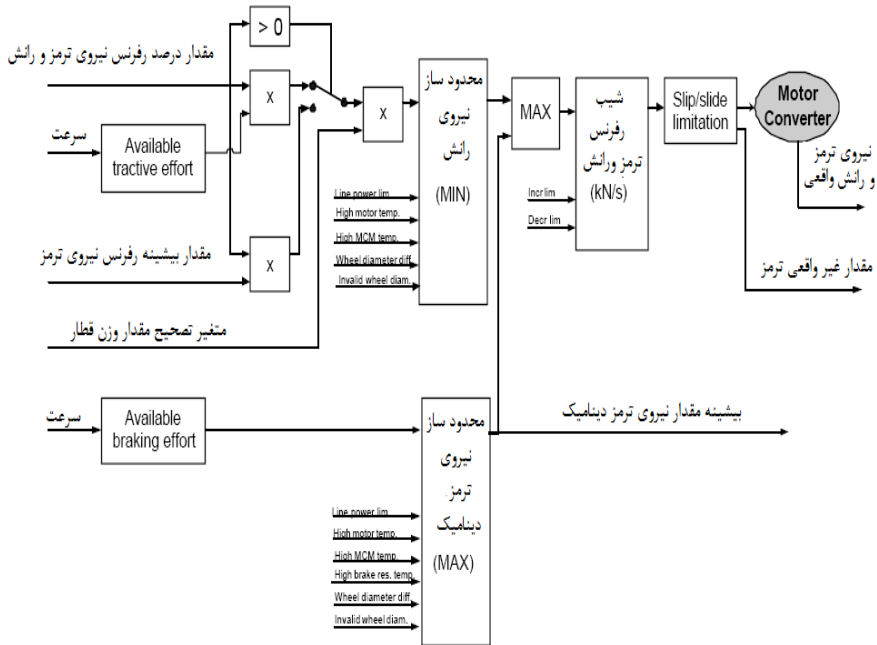 > 0
مقدار درصد رفرنس نیروی ترمز و رانش
x
سرعت
Available
tractive effort
x
محدود ساز
نیروی
رانش
(MIN)
MAX
شیب
رفرنس
ترمز ورانش
(kN/s)
Slip/slide
limitation
Motor
Converter
نیروی ترمز
و رانش واقعی
Line power lim
High motor temp.
High MCM temp.
Wheel diameter diff
Invalid wheel diam.
Incr lim
Decr lim
مقدار بیشینه رفرنس نیروی ترمز
x
مقدار غیر واقعی ترمز
متغیر تصحیح مقدار وزن قطار
سرعت
Available
braking effort
محدود ساز
نیروی
ترمز
دینامیک
(MAX)
بیشینه مقدار نیروی ترمز دینامیک
Line power lim.
High motor temp.
High MCM temp.
High brake res. temp.
Wheel diameter diff.
Invalid wheel diam.